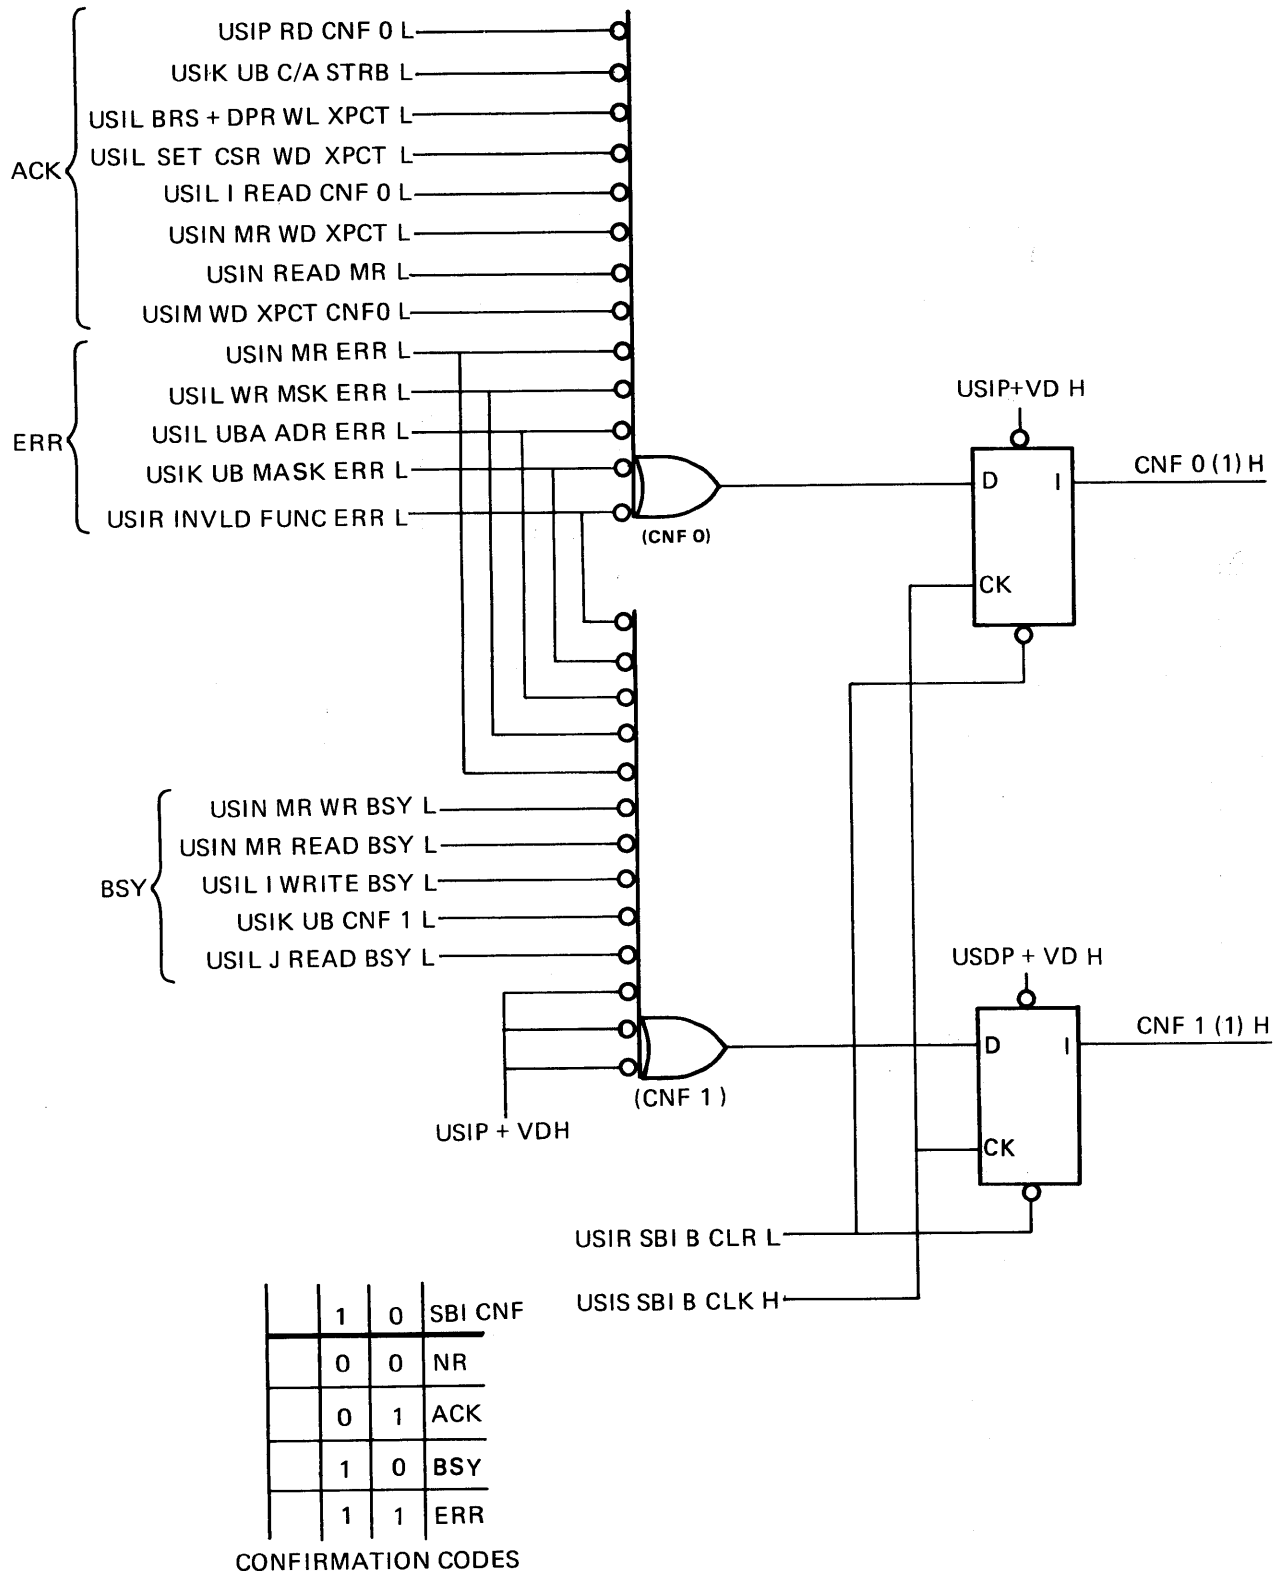 USIP RD CNF 0 L
USIK UB C/A STRB L
USIL BRS + DPR WL XPCT L
ACK
USIL SET CSR WD XPCT L
USIL I READ CNF 0 L
USIN MR WD XPCT L
USIN READ MR L
USIM WD XPCT CNF0 L
USIN MR ERR L
USIL WR MSK ERR L
ERR
USIL UBA ADR ERR L
USIK UB MASK ERR L
USIR INVLD FUNC ERR L
(CNF 0)
USIP+VD H
D I
CNF 0 (1) H
CK
USIN MR WR BSY L
USIN MR READ BSY L
BSY
USIL I WRITE BSY L
USIK UB CNF 1 L
USIL J READ BSY L
USIP + VDH
(CNF 1 )
USDP + VD H
D I
CNF 1 (1) H
CK
USIR SBI B CLR L
USIS SBI B CLK H
1 0 SBI CNF
0 0 NR
0 1 ACK
1 0 BSY
1 1 ERR
CONFIRMATION CODES